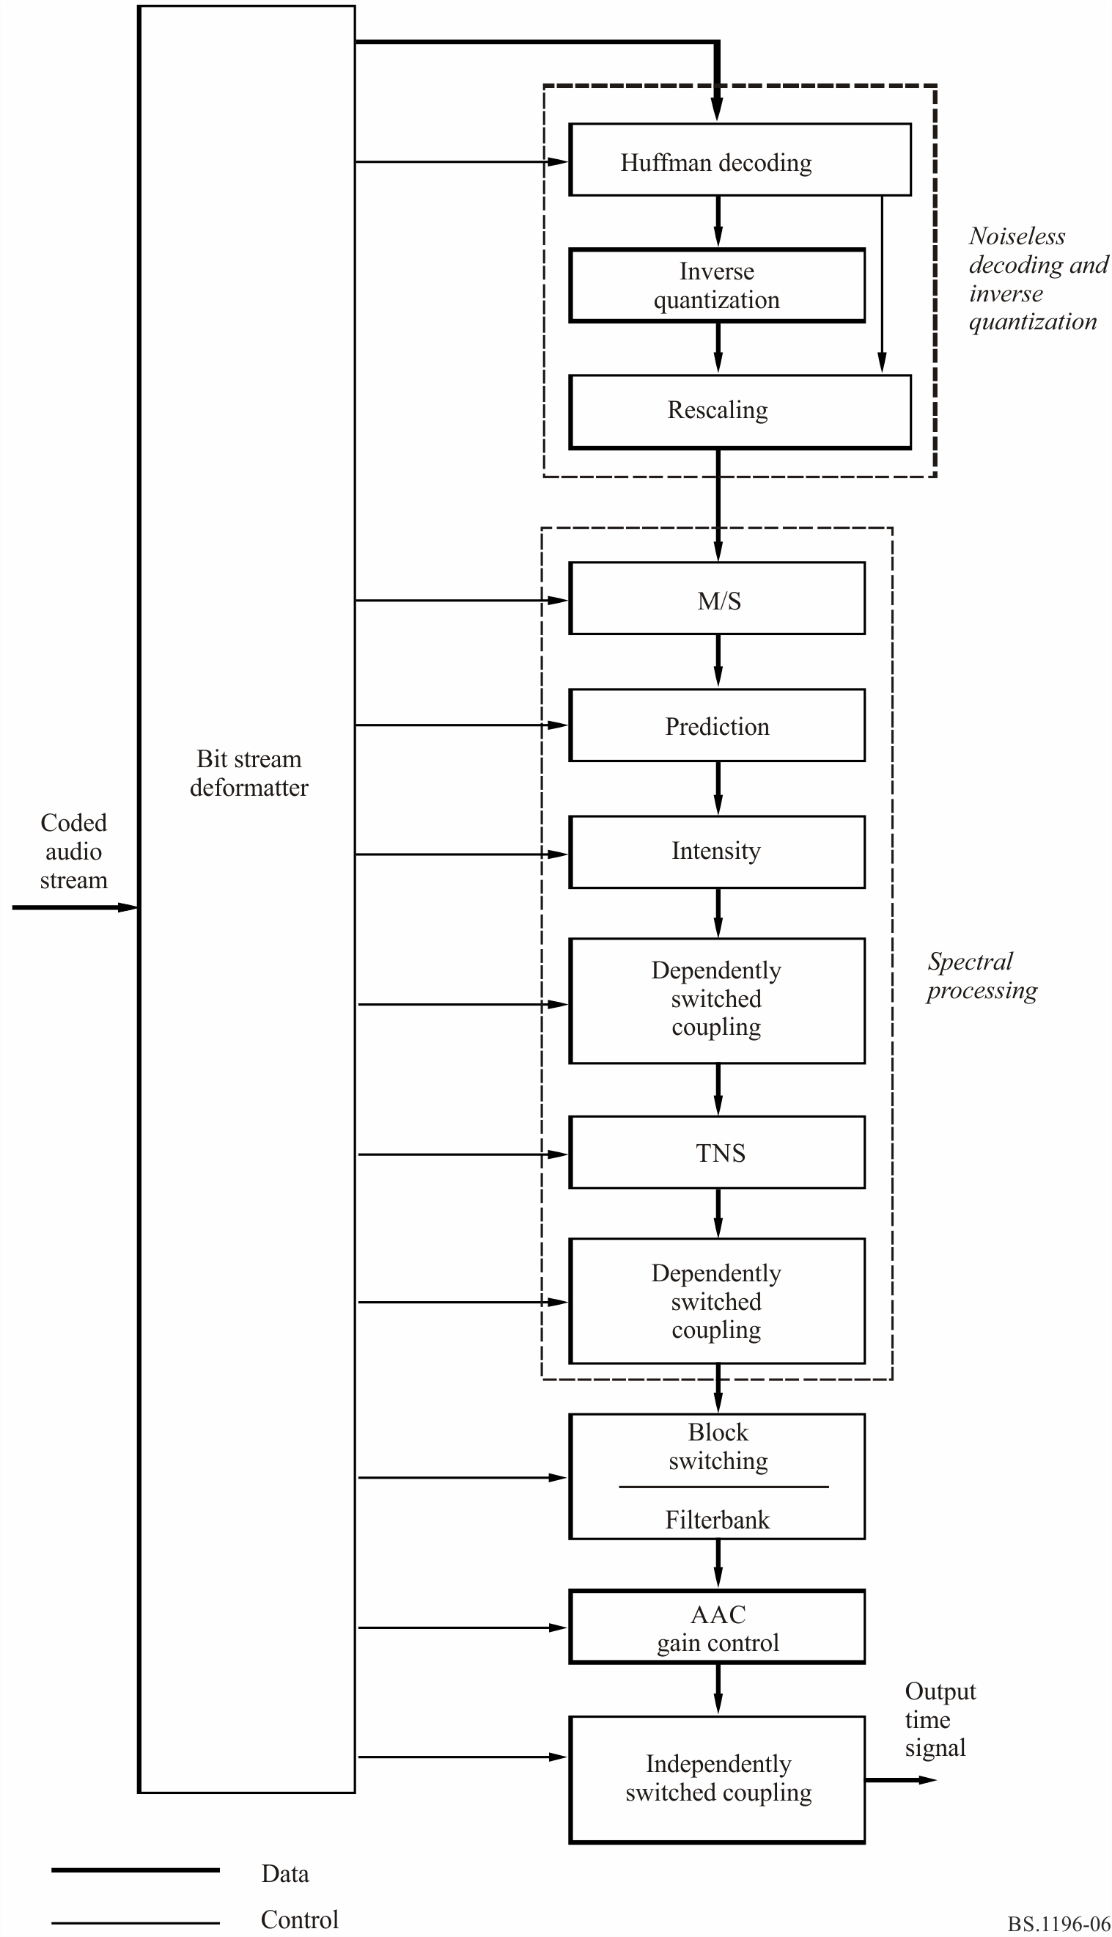 Huffman decoding
Noiseless
decoding and
inverse
quantization
Inverse
quantization
Rescaling
M/S
Prediction
Bit stream
deformatter
Coded
audio
stream
Intensity
Dependently
switched
coupling
Spectral
processing
TNS
Dependently
switched
coupling
Block
switching
Filterbank
AAC
gain control
Output
time
signal
Independently
switched coupling
Data
Control
BS.1196-06